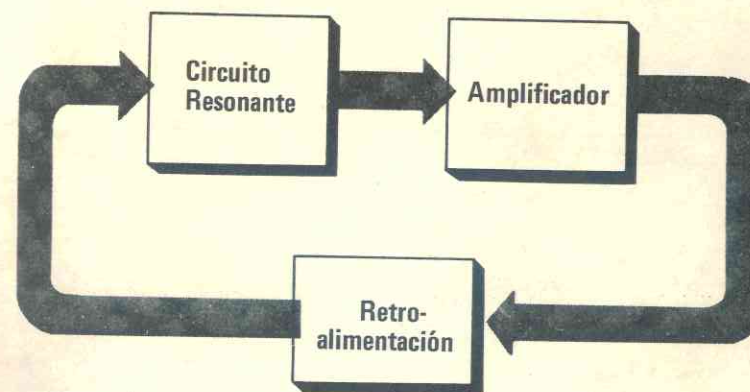 Circuito
Resonante
Amplificador
Retro-
alimentación